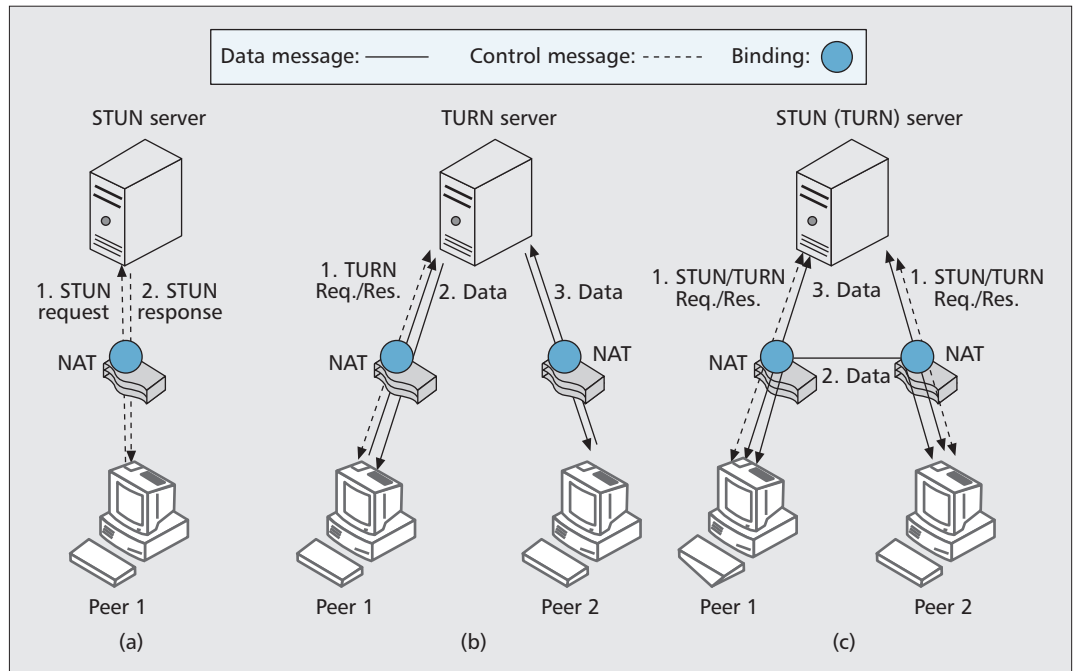 Data message: Control message: Binding:
STUN server
TURN server
STUN (TURN) server
1. STUN
request
2. STUN
response
NAT
Peer 1
(a)
1. TURN
Req./Res.
2. Data
3. Data
NAT
NAT
Peer 1
Peer 2
(b)
1. STUN/TURN
Req./Res.
3. Data
1. STUN/TURN
Req./Res.
NAT
NAT
2. Data
Peer 1
Peer 2
(c)